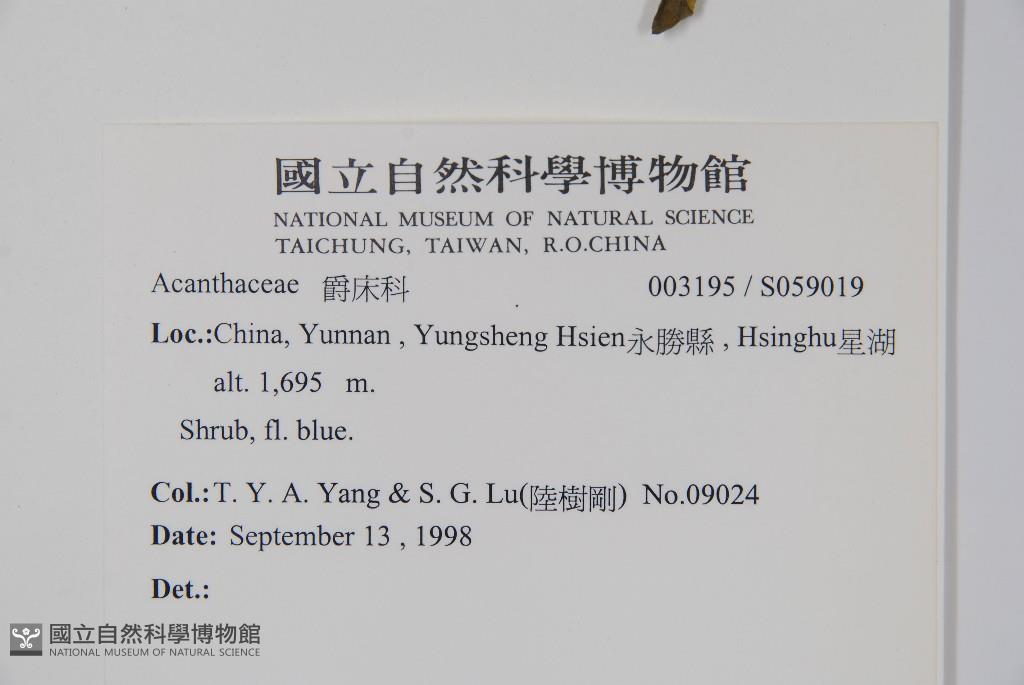 國立自然科學博物館
NATIONAL MUSEUM OF NATURAL SCIENCE
TAICHUNG, TAIWAN, R.O.CHINA
Acanthaceae 爵床科 003195 / S059019
Loc.:China, Yunnan , Yungsheng Hsien永勝縣 , Hsinghu星湖
alt. 1,695 m.
Shrub, fl. blue.
Col.:T. Y. A. Yang & S. G. Lu(陸樹剛) No.09024
Date: September 13 , 1998
Det.:
國立自然科學博物館
NATIONAL MUSEUM OF NATURAL SCIENCE